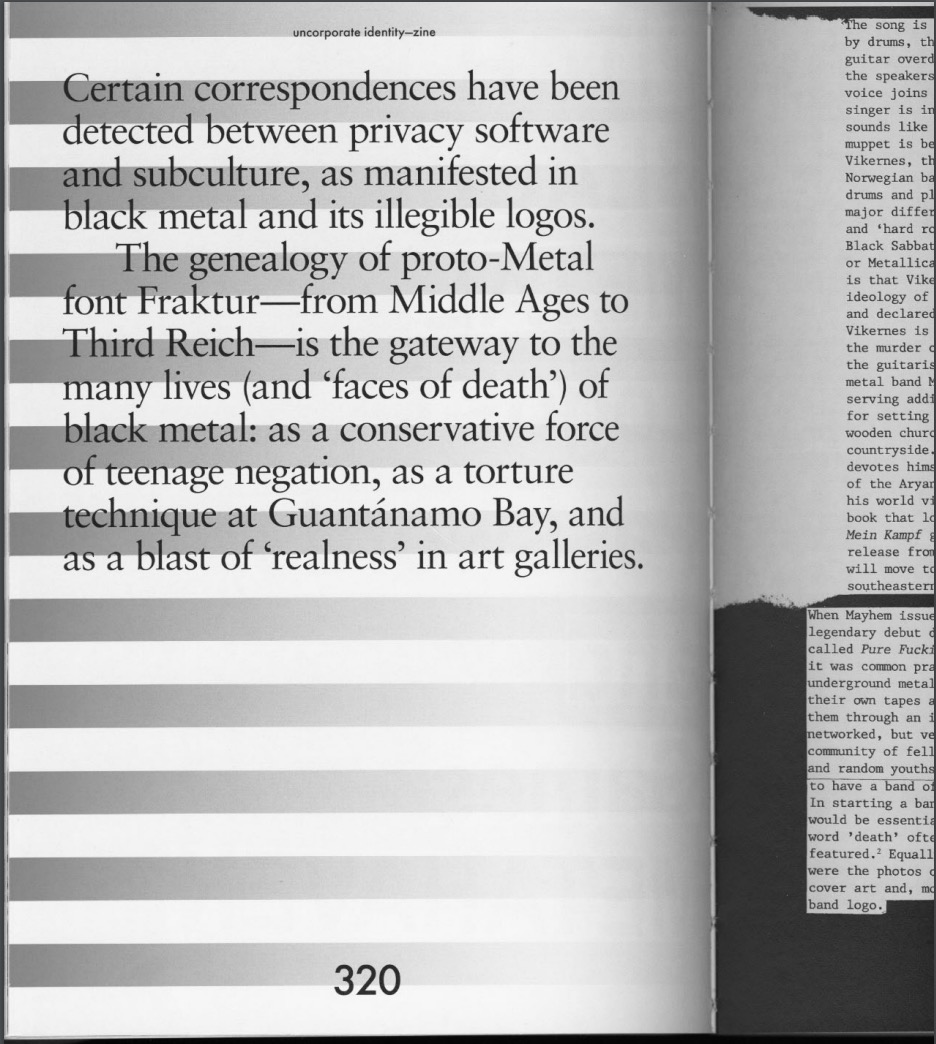 uncorporate identity—zine
Certain correspondences have been
detected between privacy software
and subculture, as manifested in
black metal and its illegible logos.
The genealogy of proto-Metal
font Fraktur—from Middle Ages to
Third Reich—is the gateway to the
many lives (and ‘faces of death’) of
black metal: as a conservative force
of teenage negation, as a torture
technique at Guantánamo Bay, and
as a blast of ‘realness’ in art galleries.
320
The song is
by drums, th
guitar overd
the speakers
voice joins
singer is in
sounds like
muppet is be
Vikernes, th
Norwegian ba
drums and pl
major differ
and ‘hard ro
Black Sabbat
or Metallica
is that Vike
ideology of
and declared
Vikernes is
the murder o
the guitaris
metal band M
serving addi
for setting
wooden churc
countryside.
devotes hims
of the Aryan
his world vi
book that lo
Mein Kampf g
release from
will move to
southeastern
When Mayhem issue
legendary debut d
called Pure Fucki
it was common pra
underground metal
their own tapes a
them through an i
networked, but ve
community of fell
and random youths
to have a band of
In starting a ban
would be essentia
word 'death' ofte
featured.² Equall
were the photos o
cover art and, mo
band logo.